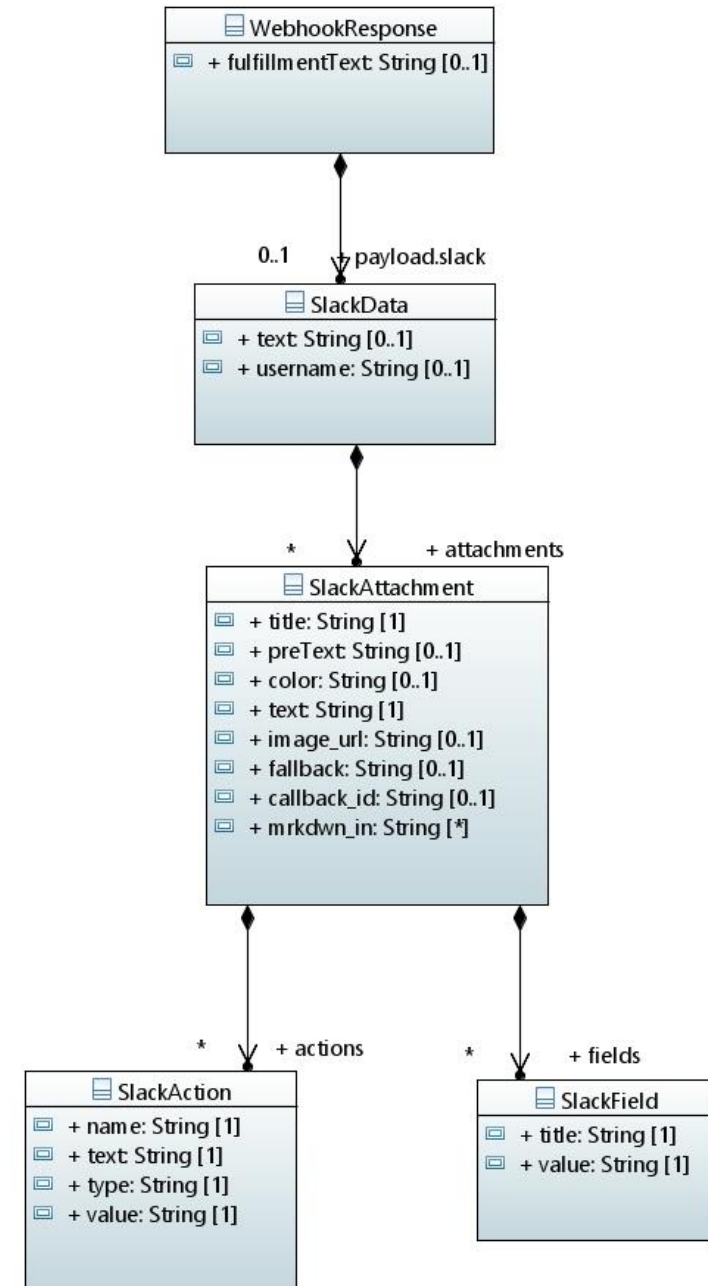 WebhookResponse
+ fulfillmentText: String [0..1]
0..1 + payload.slack
SlackData
+ text: String [0..1]
+ username: String [0..1]
* + attachments
SlackAttachment
+ title: String [1]
+ preText: String [0..1]
+ color: String [0..1]
+ text: String [1]
+ image_url: String [0..1]
+ fallback: String [0..1]
+ callback_id: String [0..1]
+ mrkdwn_in: String [*]
* + actions
* + fields
SlackAction
+ name: String [1]
+ text: String [1]
+ type: String [1]
+ value: String [1]
SlackField
+ title: String [1]
+ value: String [1]